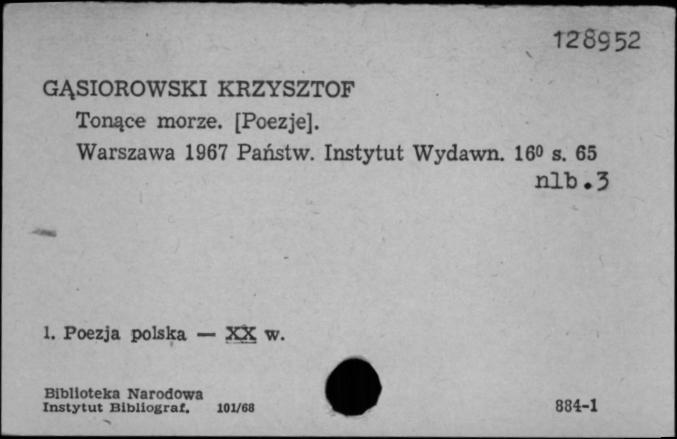 128952
GĄSIOROWSKI KRZYSZTOF
Tonące morze. [Poezje].
Warszawa 1967 Państw. Instytut Wydawn. 16⁰ s. 65
nlb.3
1. Poezja polska — XX w.
Biblioteka Narodowa
Instytut Bibliograf. 101/68
884-1